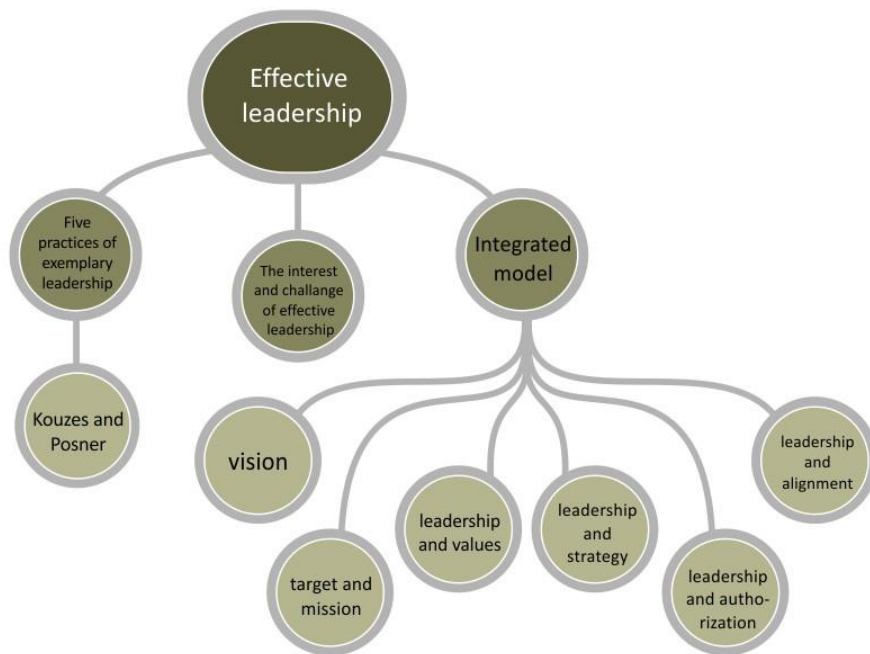 Effective
leadership
Five
practices of
exemplary
leadership
The interest
and challange
of effective
leadership
Integrated
model
Kouzes and
Posner
vision
target and
mission
leadership
and values
leadership
and
strategy
leadership
and autho-
rization
leadership
and
alignment